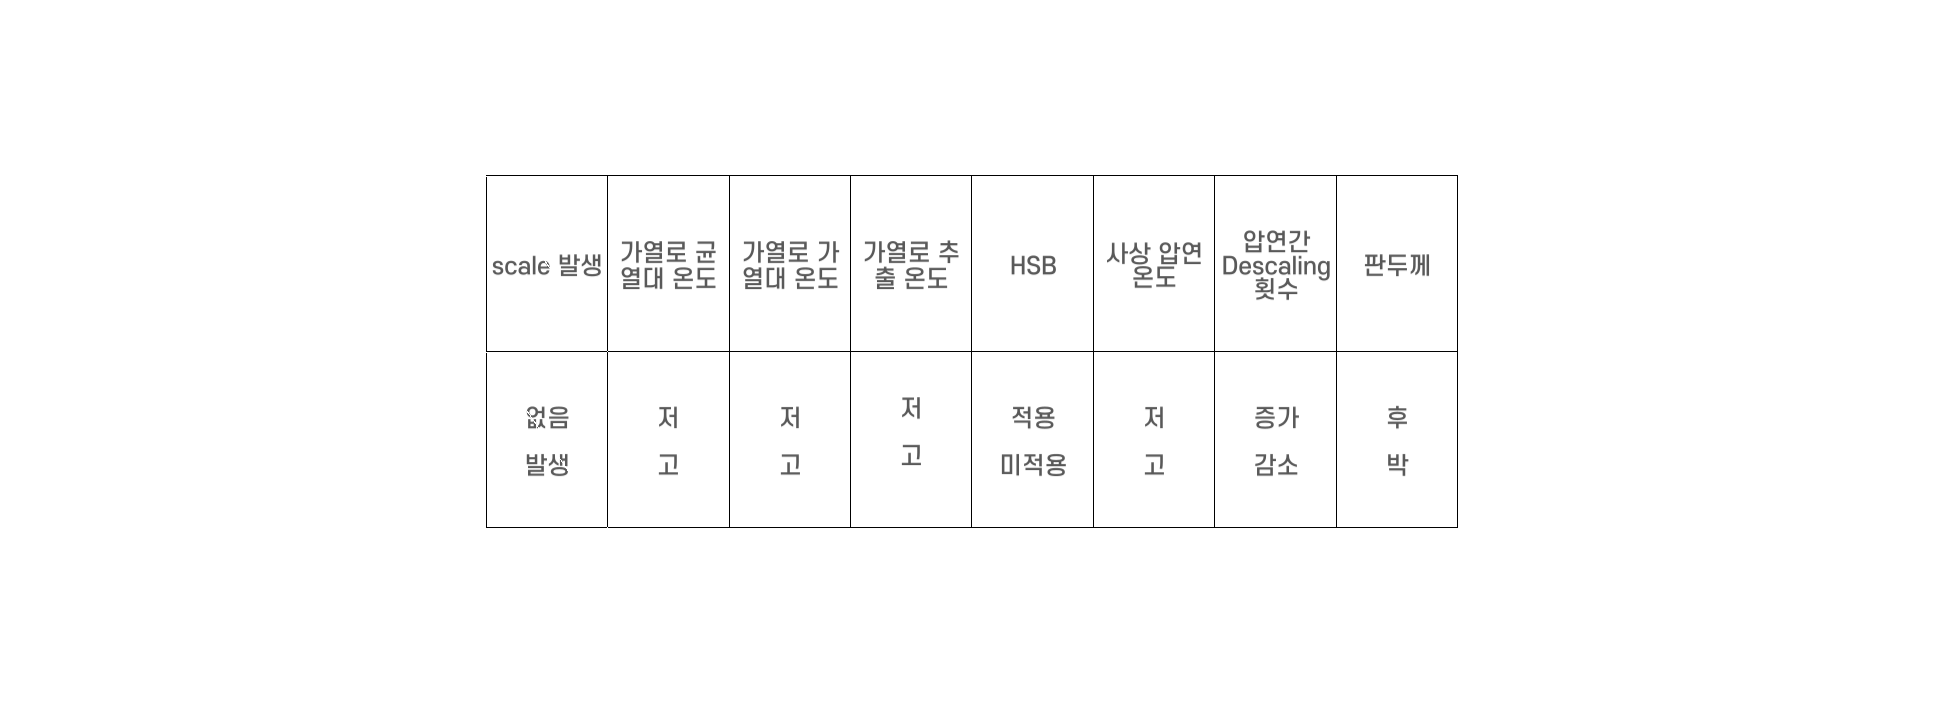 scale 발생
가열로 균
열대 온도
가열로 가
열대 온도
가열로 추
출 온도
HSB
사상 압연
온도
압연간
Descaling
횟수
판두께
없음
발생
저
고
저
고
저
고
적용
미적용
저
고
증가
감소
후
박